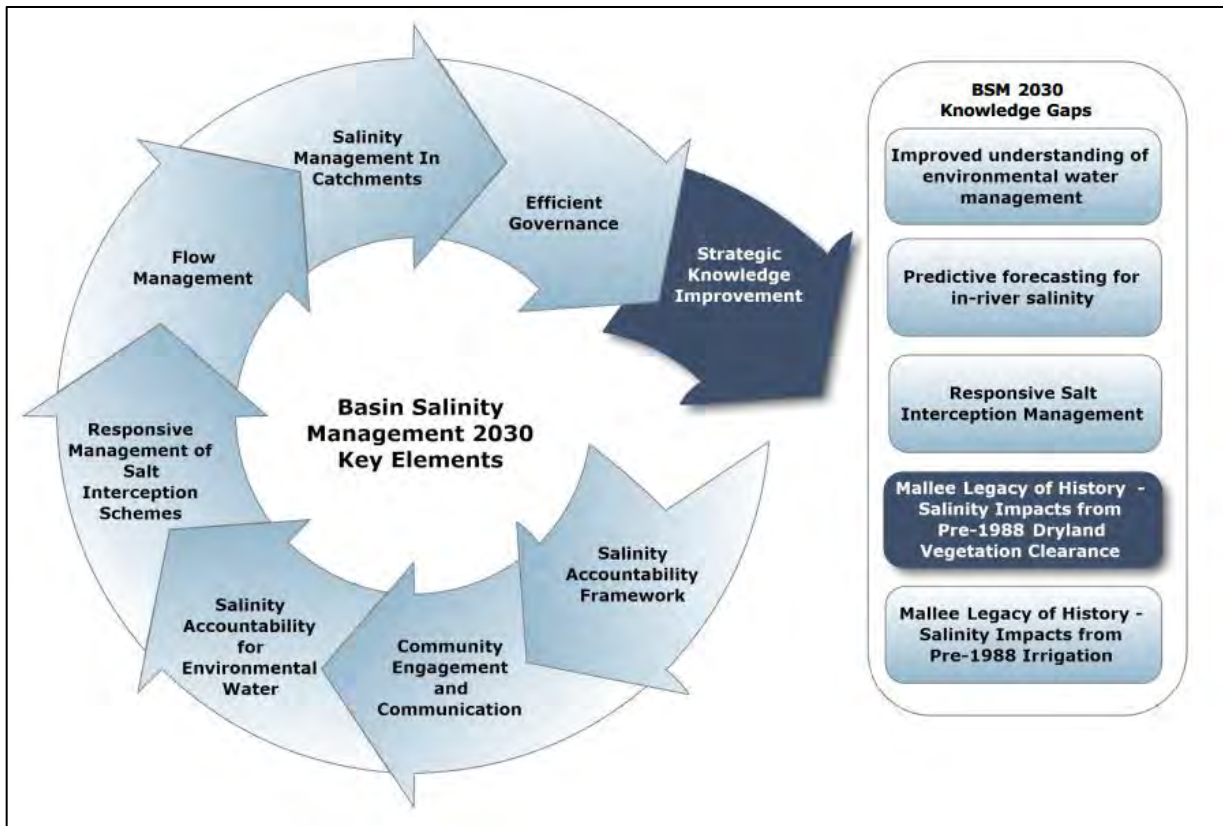 Basin Salinity
Management 2030
Key Elements
Salinity
Accountability
Framework
Community
Engagement
and
Communication
Salinity
Accountability
for
Environmental
Water
Responsive
Management of
Salt
Interception
Schemes
Flow
Management
Salinity
Management In
Catchments
Efficient
Governance
Strategic
Knowledge
Improvement
BSM 2030
Knowledge Gaps
Improved understanding of
environmental water
management
Predictive forecasting for
in-river salinity
Responsive Salt
Interception Management
Mallee Legacy of History -
Salinity Impacts from
Pre-1988 Dryland
Vegetation Clearance
Mallee Legacy of History -
Salinity Impacts from
Pre-1988 Irrigation